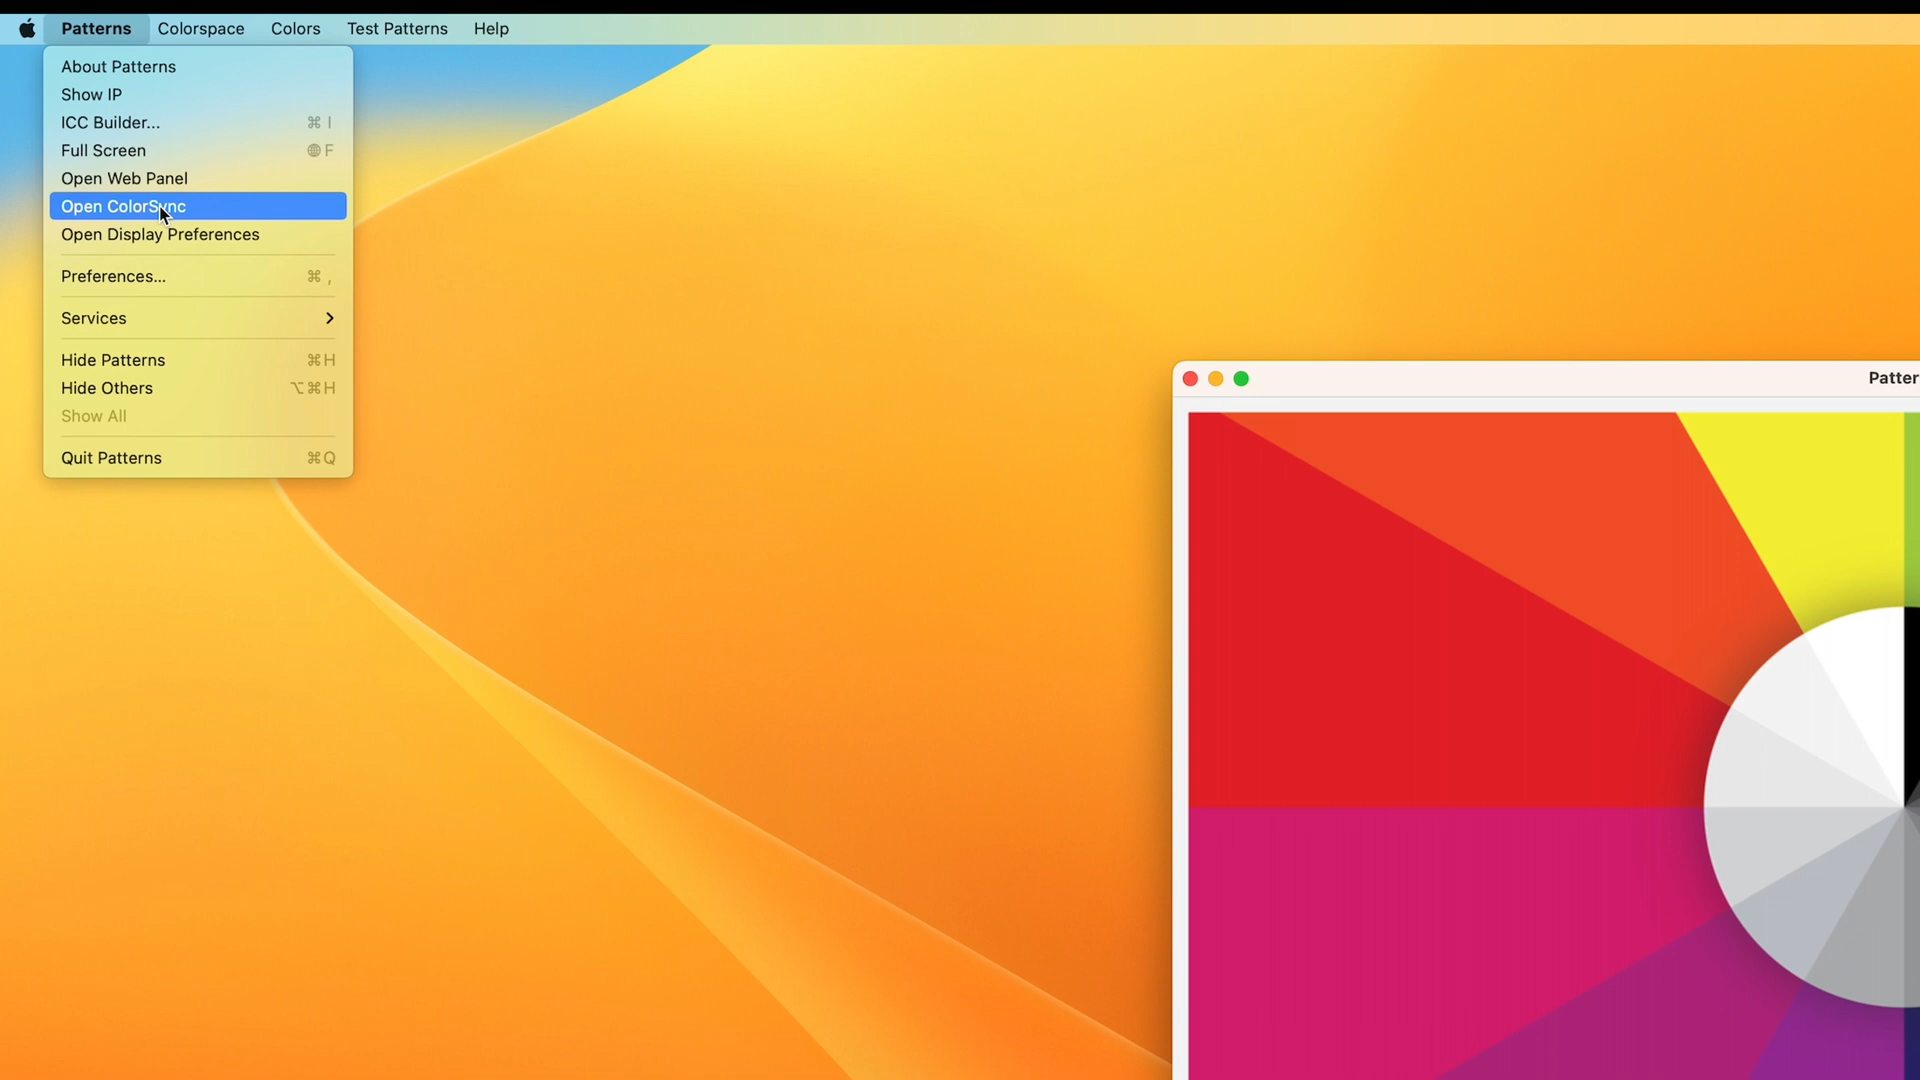 Patterns Colorspace Colors Test Patterns Help
About Patterns
Show IP
ICC Builder... ⌘ I
Full Screen 🌐F
Open Web Panel
Open ColorSync
Open Display Preferences
Preferences... ⌘ ,
Services
Hide Patterns ⌘H
Hide Others ⌥⌘H
Show All
Quit Patterns ⌘Q
Patter